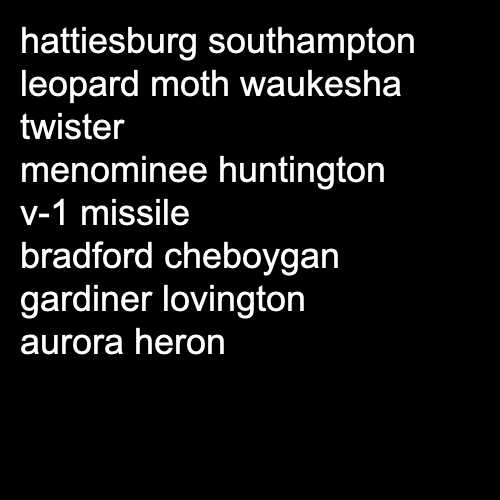 hattiesburg southampton
leopard moth waukesha
twister
menominee huntington
v-1 missile
bradford cheboygan
gardiner lovington
aurora heron